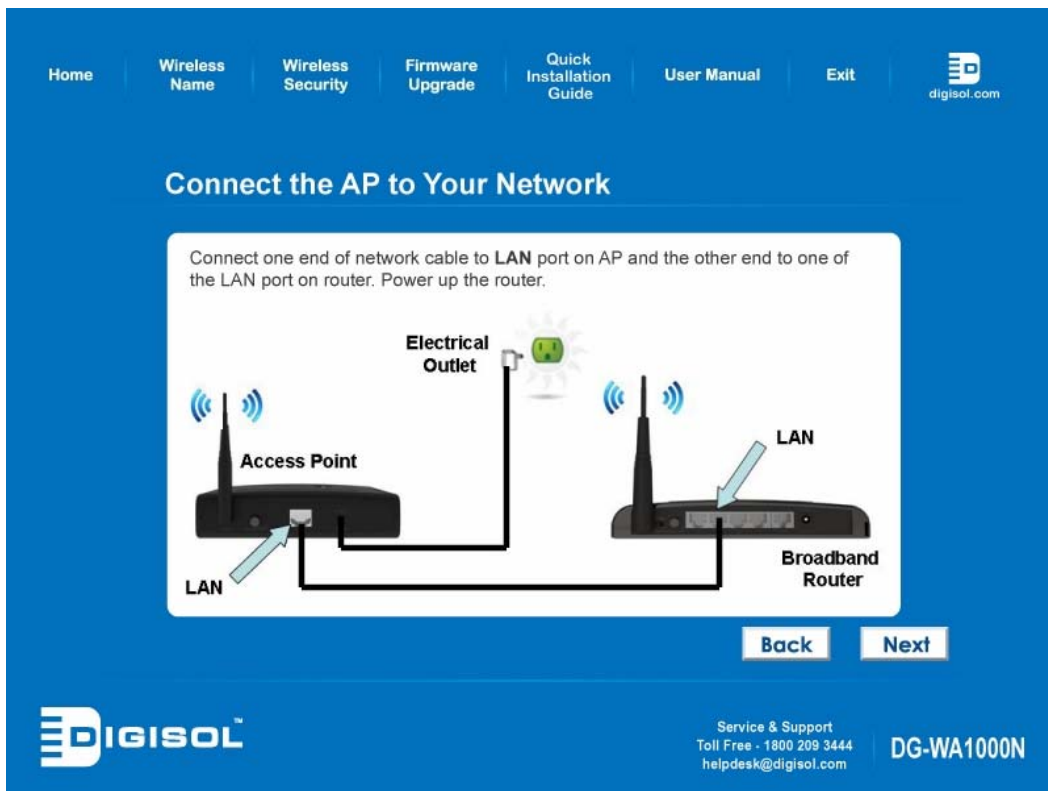 Home
Wireless
Name
Wireless
Security
Firmware
Upgrade
Quick
Installation
Guide
User Manual
Exit
digisol.com
Connect the AP to Your Network
Connect one end of network cable to LAN port on AP and the other end to one of
the LAN port on router. Power up the router.
Electrical
Outlet
Access Point
LAN
LAN
Broadband
Router
Back
Next
DIGISOL™
Service & Support
Toll Free - 1800 209 3444
helpdesk@digisol.com
DG-WA1000N